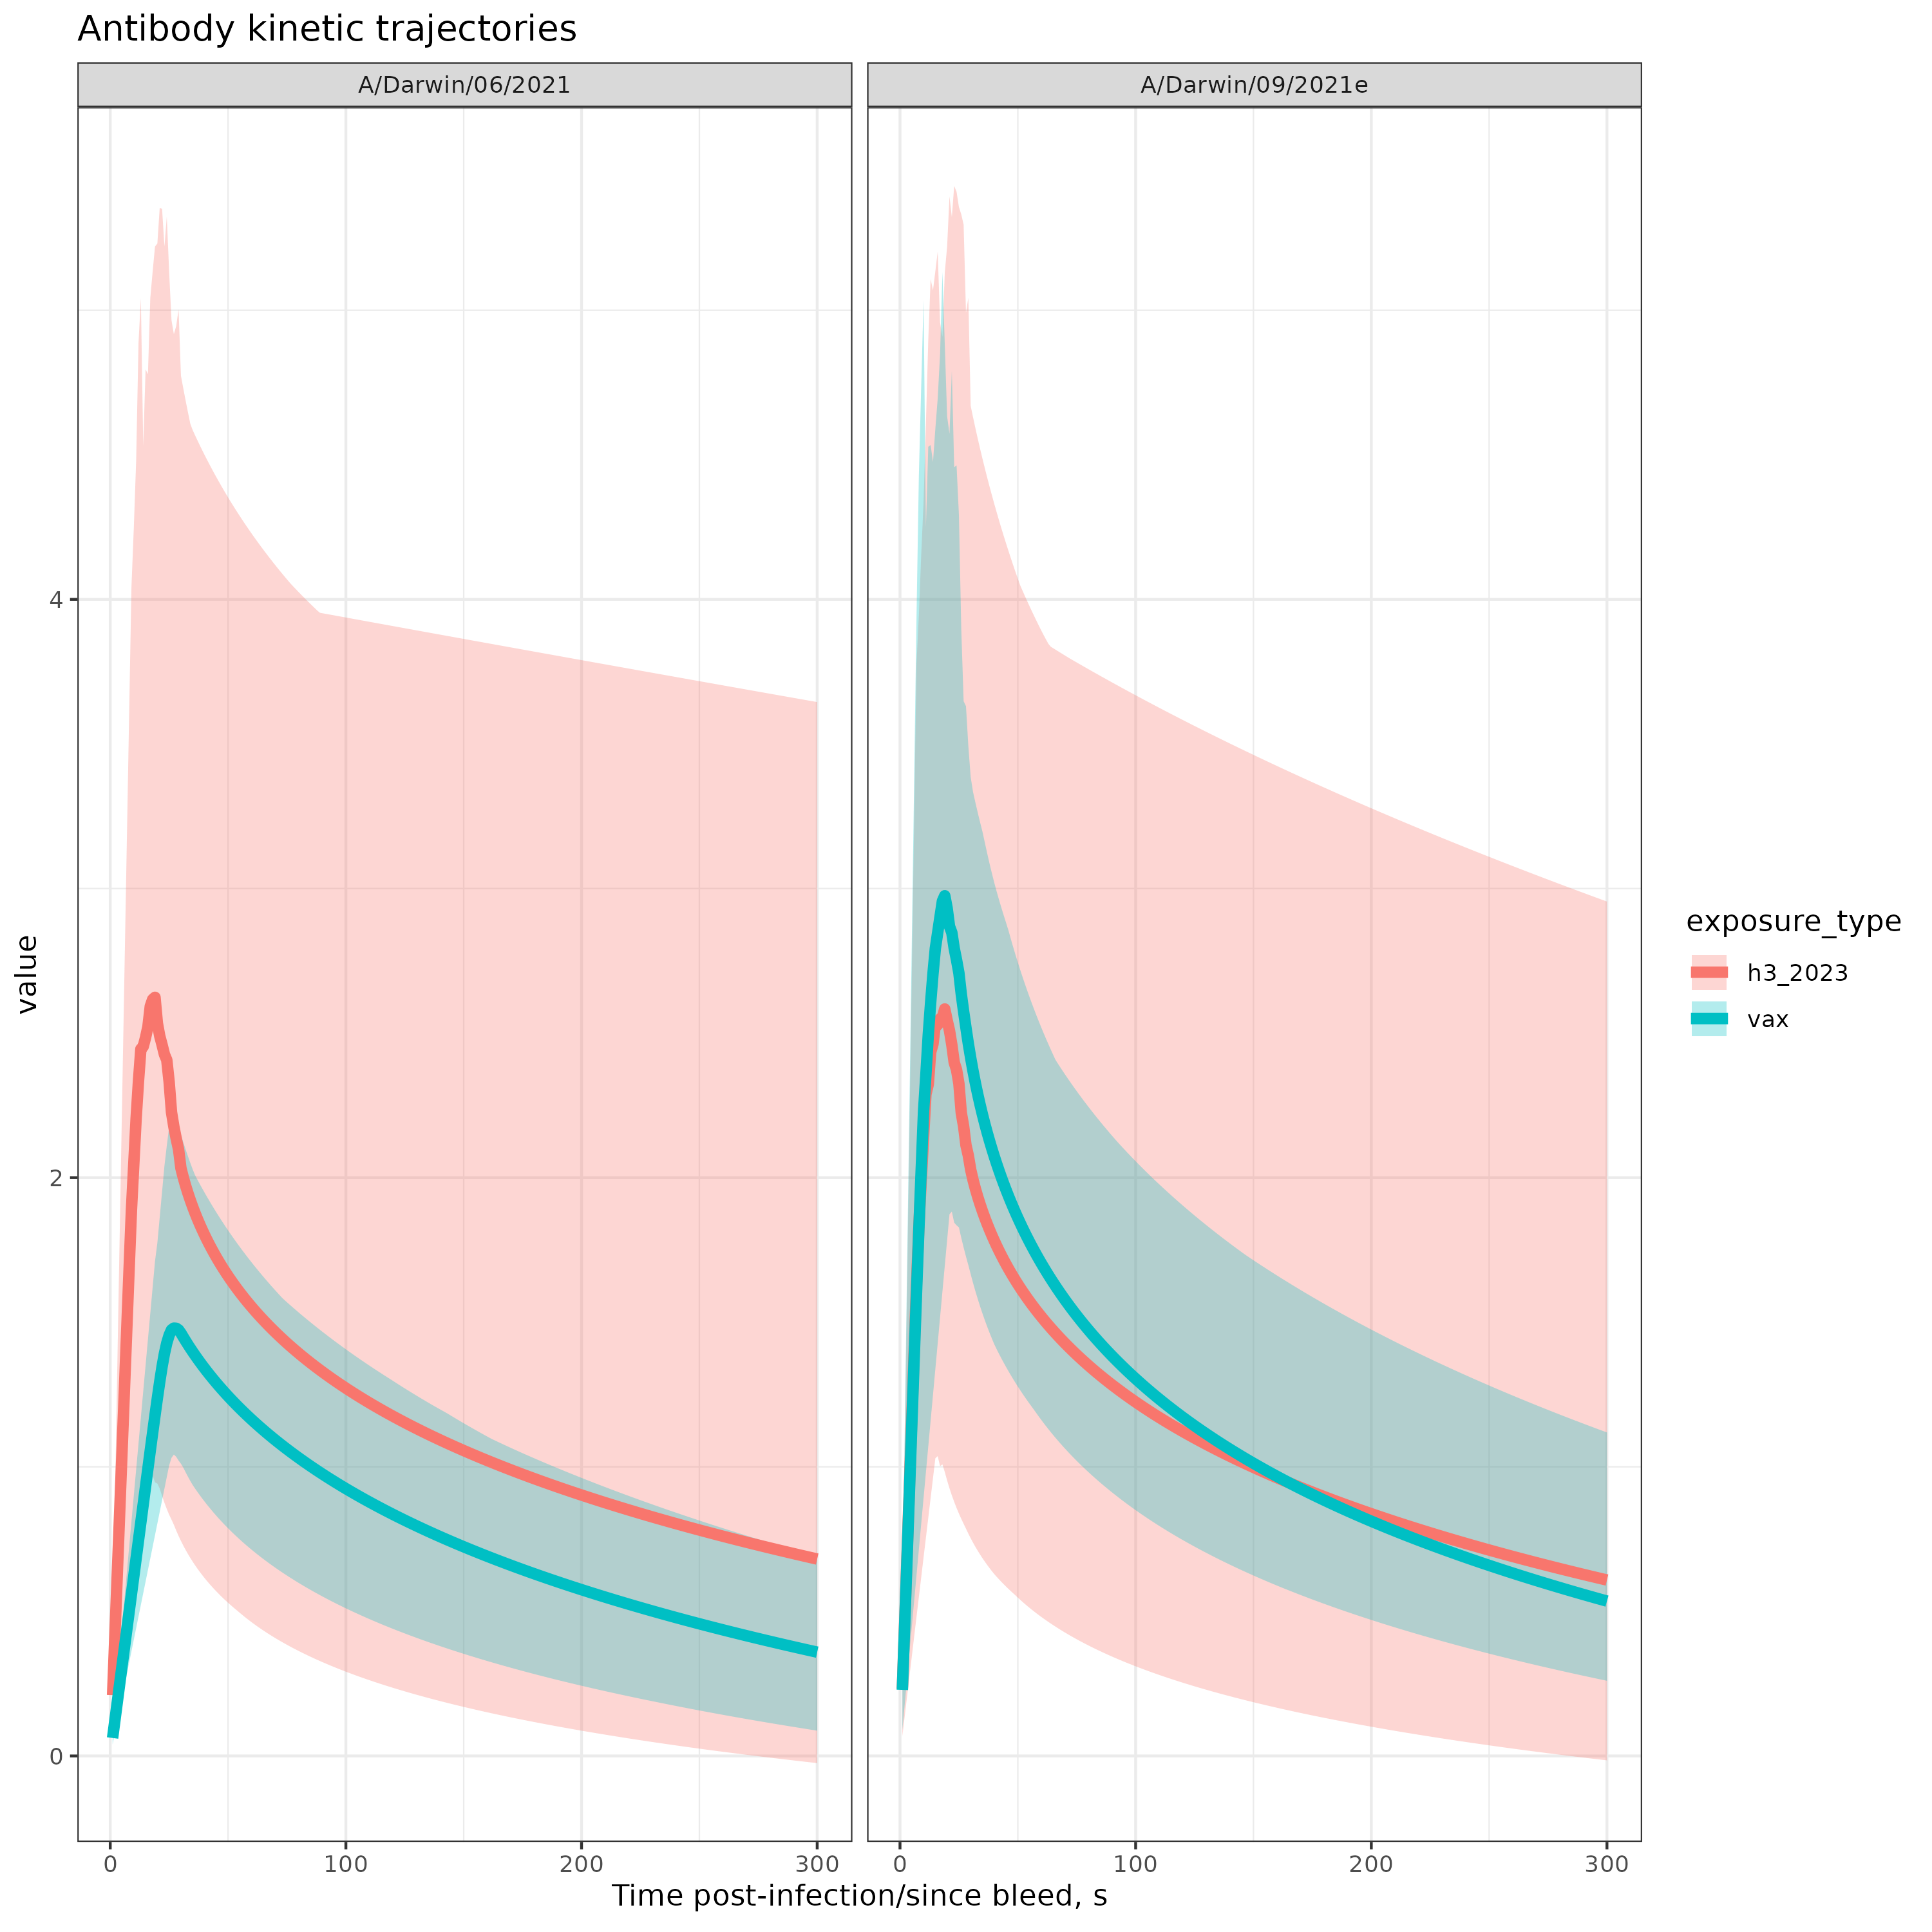 Antibody kinetic trajectories
A/Darwin/06/2021
A/Darwin/09/2021e
value
4
2
0
0 100 200 300
0 100 200 300
Time post-infection/since bleed, s
exposure_type
h3_2023
vax